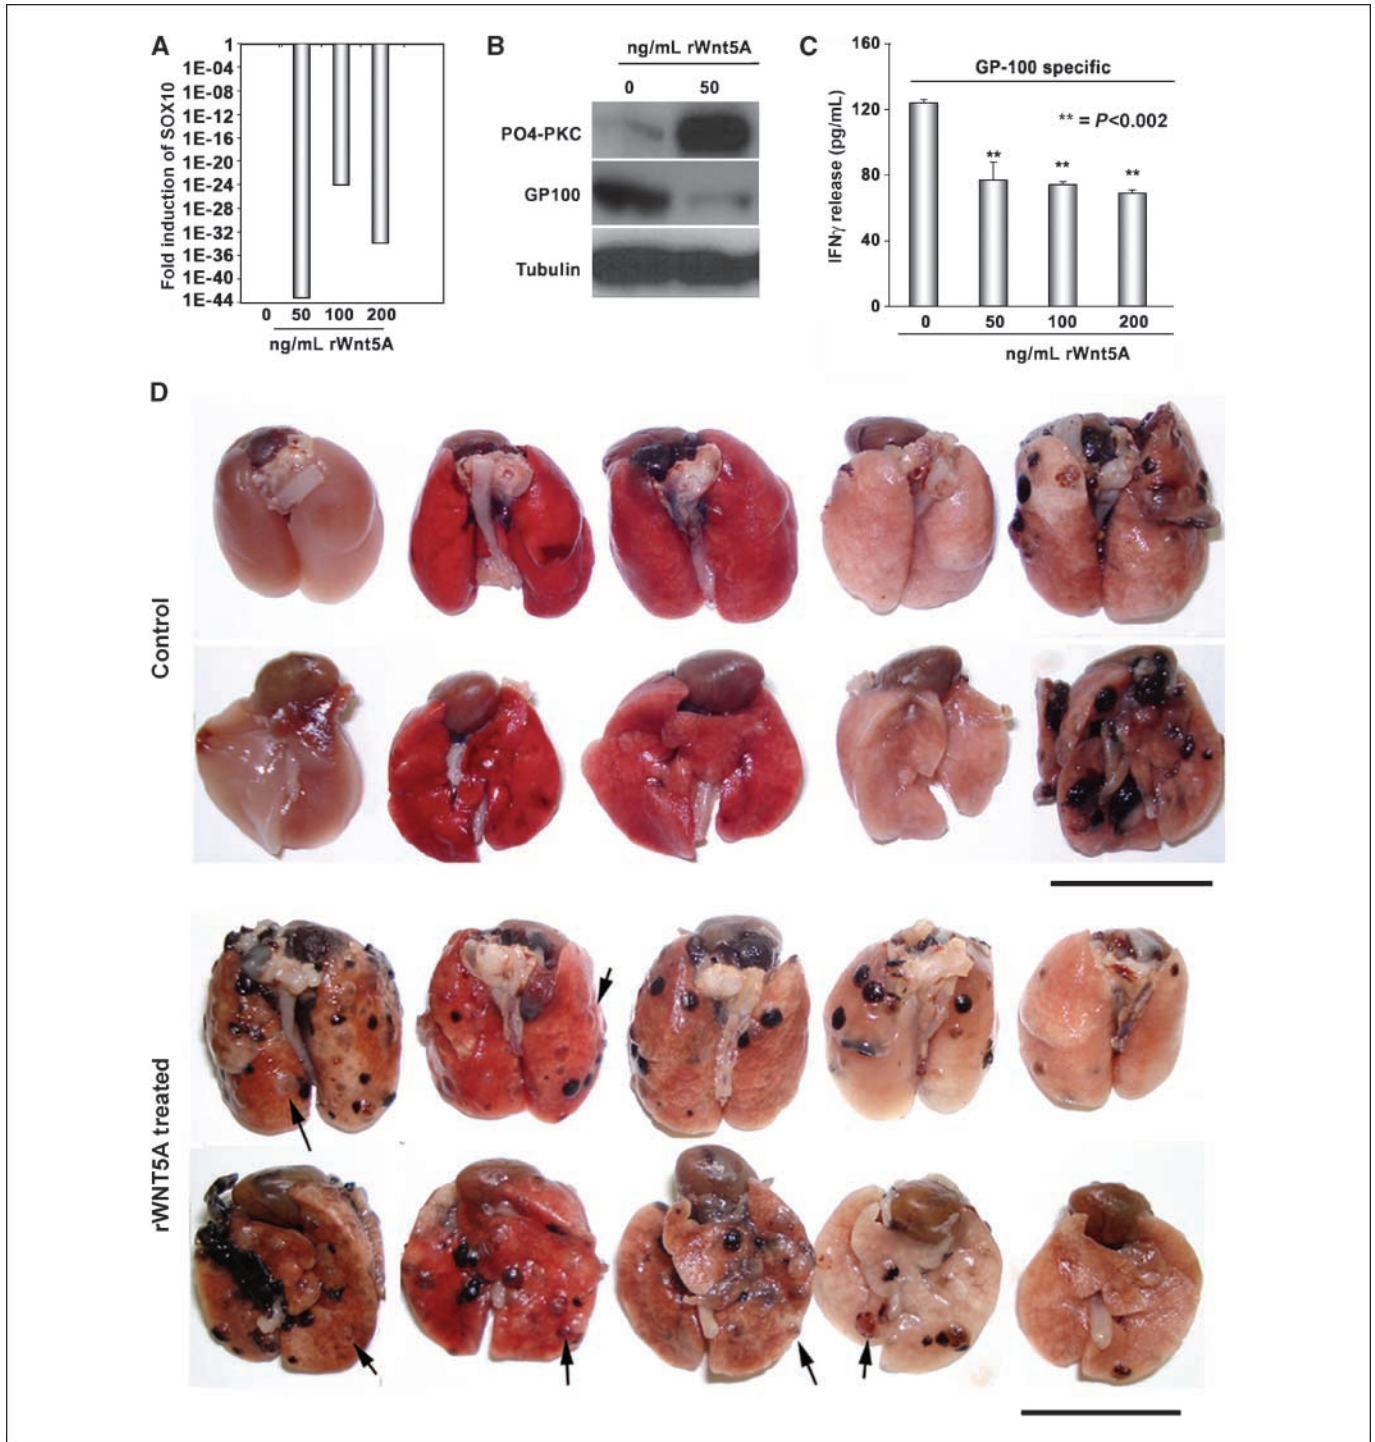 A
1
1E-04
1E-08
1E-12
1E-16
1E-20
1E-24
1E-28
1E-32
1E-36
1E-40
1E-44
Fold induction of SOX10
0 50 100 200
ng/mL rWnt5A
B
ng/mL rWnt5A
0 50
PO4-PKC
GP100
Tubulin
C
160
120
80
40
0
IFNγ release (pg/mL)
GP-100 specific
** = P<0.002
** ** **
0 50 100 200
ng/mL rWnt5A
D
Control
rWNT5A treated